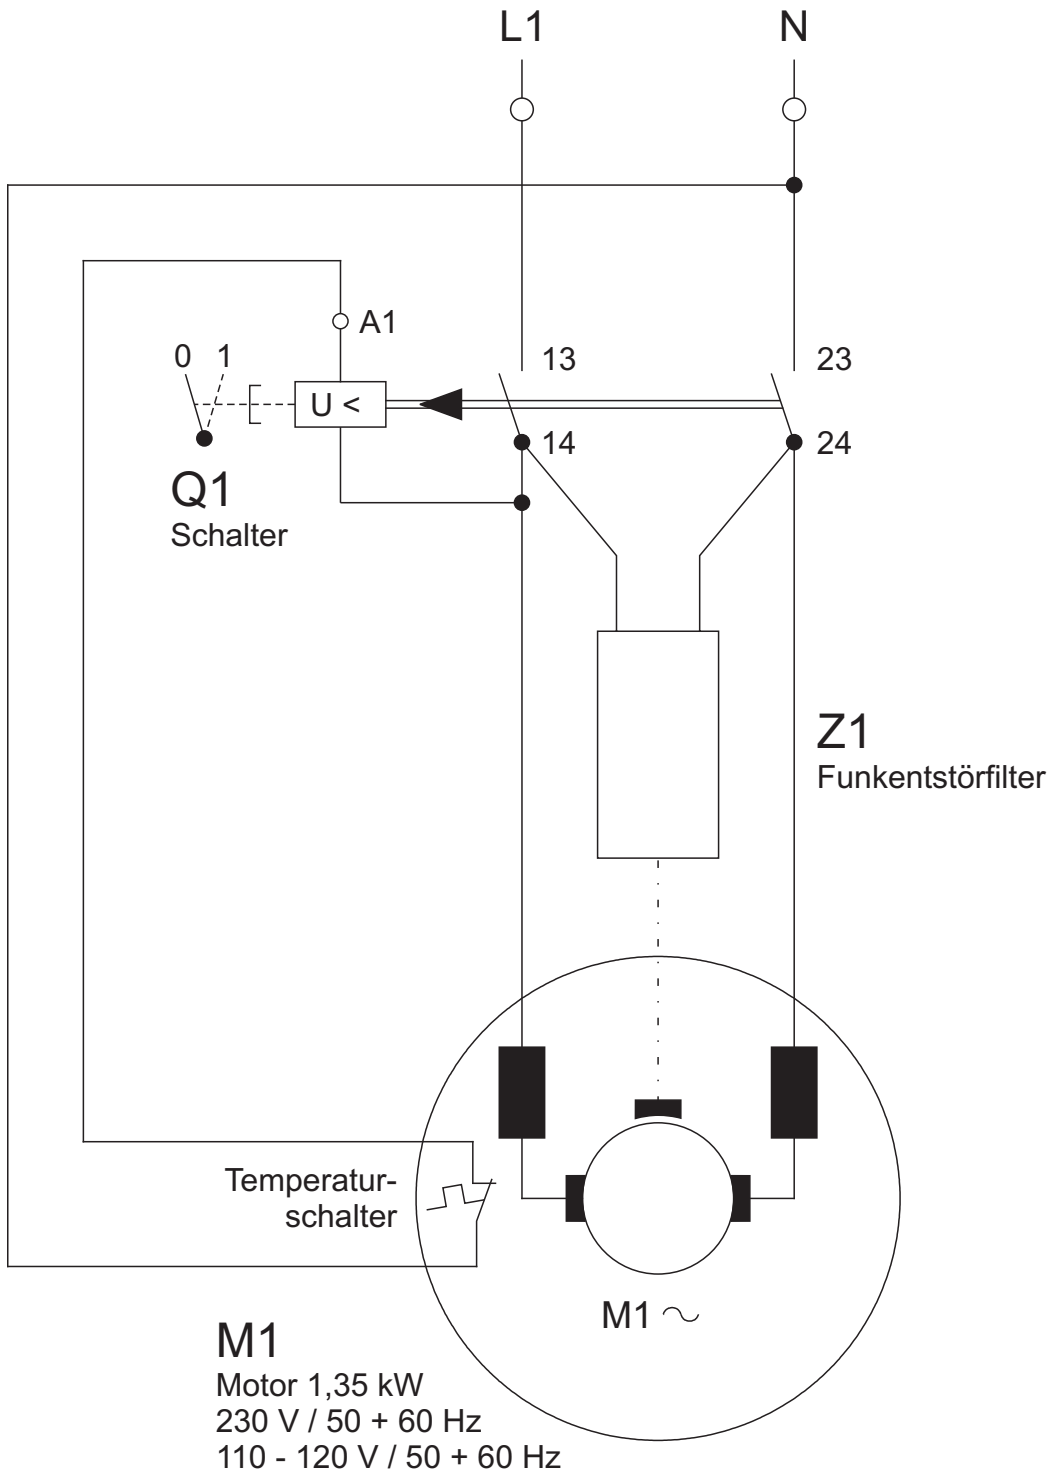 L1
N
A1
0
1
13
23
U <
14
24
Q1
Schalter
Z1
Funkentstörfilter
Temperatur-
schalter
M1 ~
M1
Motor 1,35 kW
230 V / 50 + 60 Hz
110 - 120 V / 50 + 60 Hz